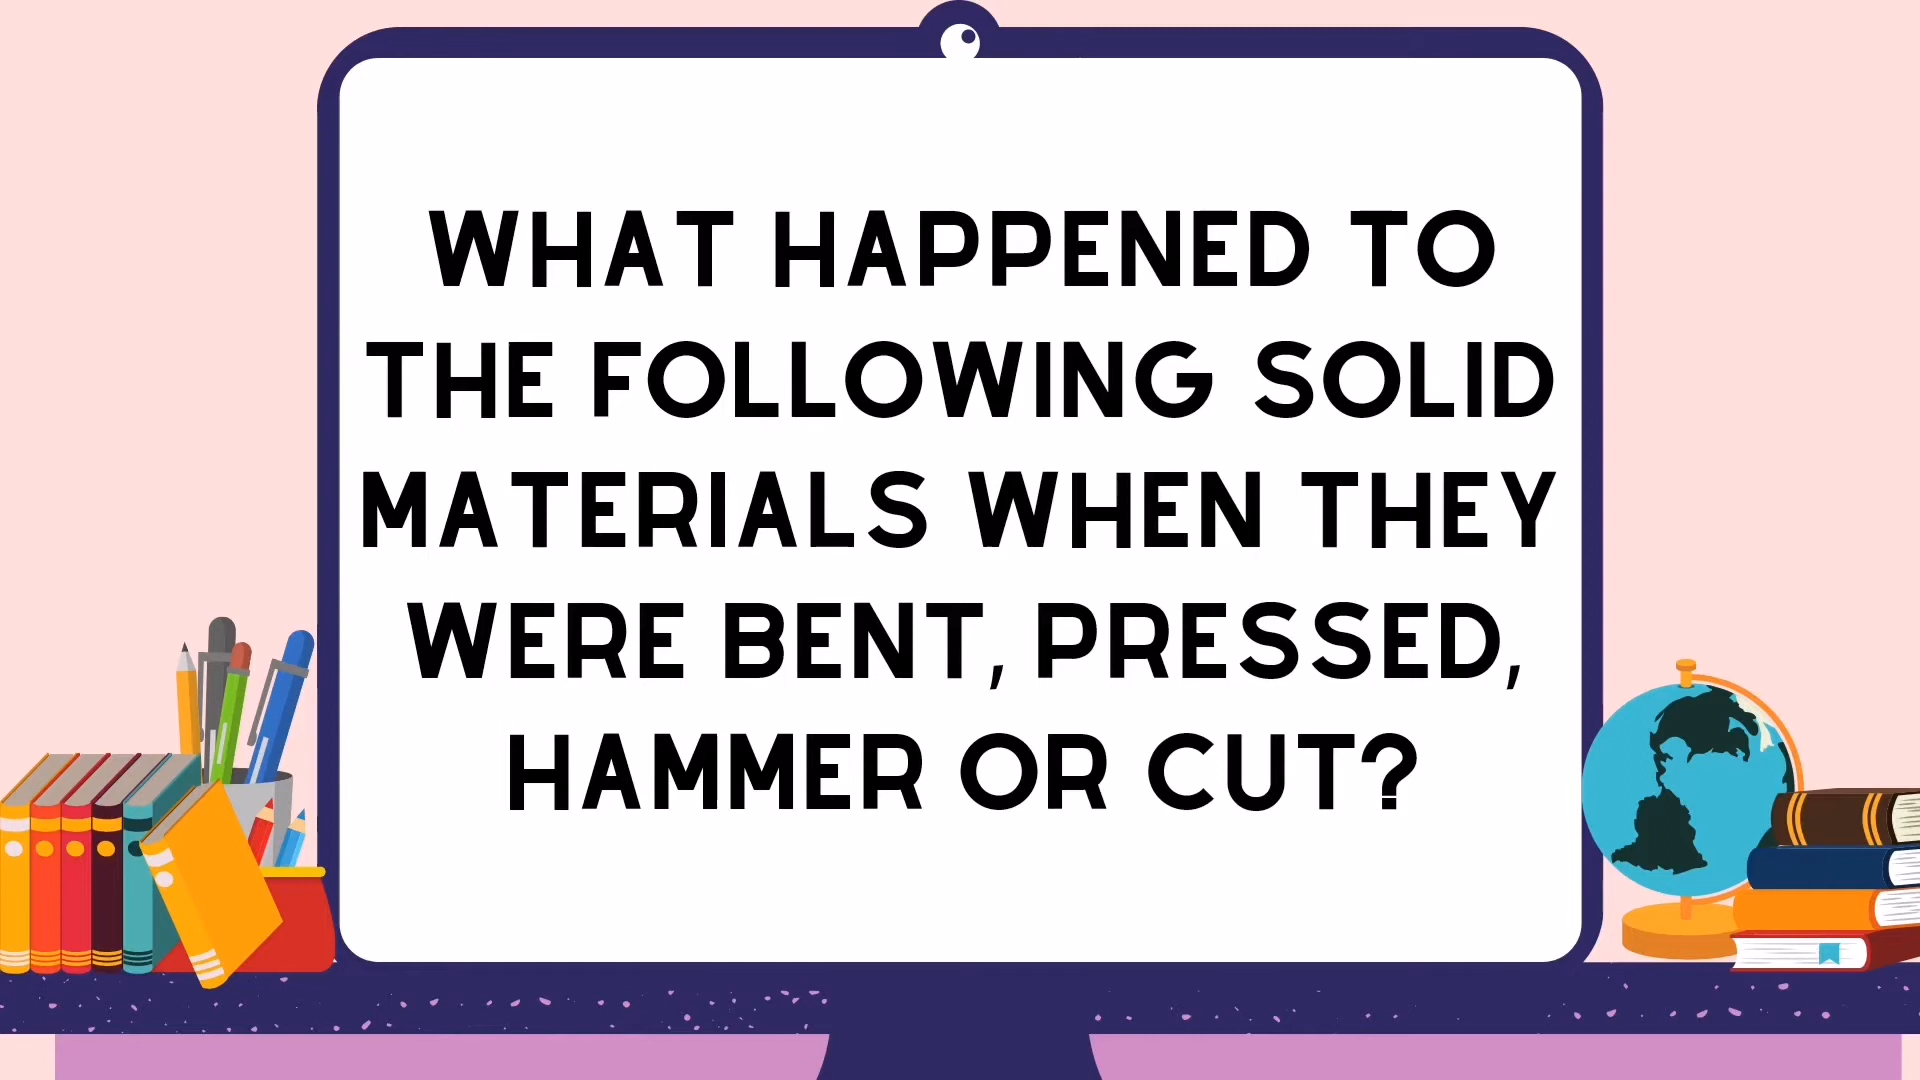 WHAT HAPPENED TO
THE FOLLOWING SOLID
MATERIALS WHEN THEY
WERE BENT, PRESSED,
HAMMER OR CUT?